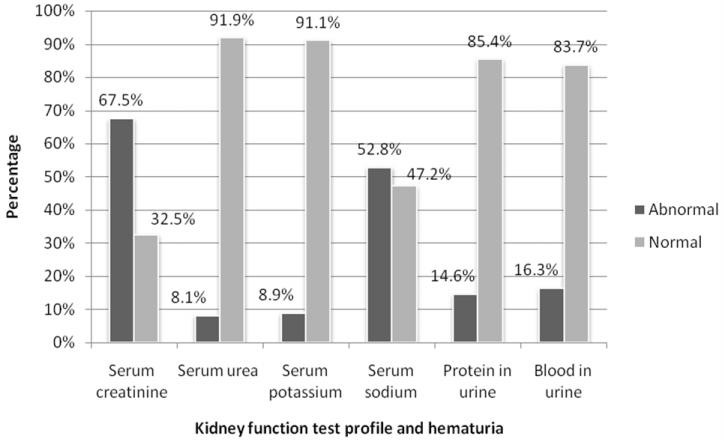 100%
90%
80%
70%
60%
50%
40%
30%
20%
10%
0%
Percentage
67.5%
32.5%
8.1%
91.9%
8.9%
91.1%
52.8%
47.2%
14.6%
85.4%
16.3%
83.7%
Abnormal
Normal
Serum
creatinine
Serum urea
Serum
potassium
Serum
sodium
Protein in
urine
Blood in
urine
Kidney function test profile and hematuria